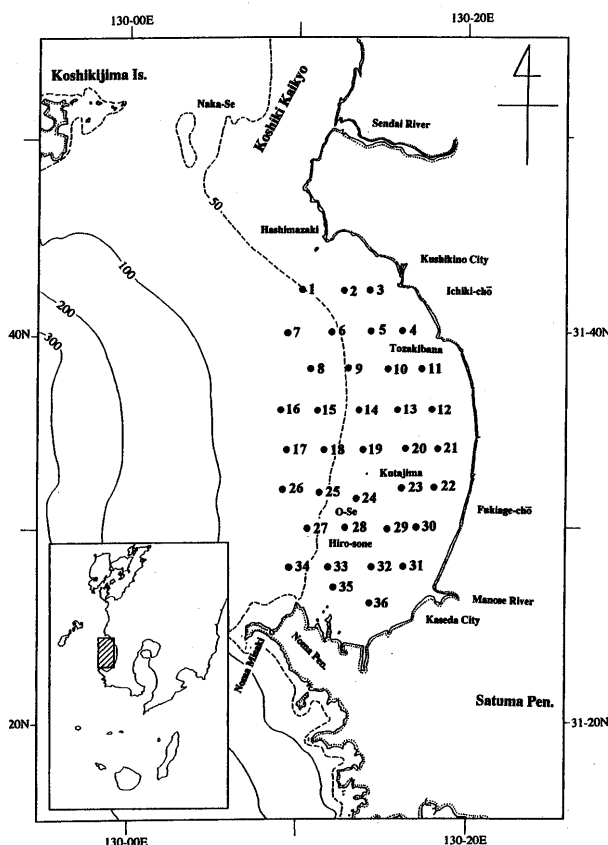 130-00E 130-20E
Koshikijima Is.
Naka-Se
Koshiki Kaikyo
Sendai River
50
Hashimazaki
Kushikino City
Ichiki-chō
100
200
300
1 2 3
40N 7 6 5 4 31-40N
Tozakibana
8 9 10 11
16 15 14 13 12
17 18 19 20 21
Kutajima
26 25 24 23 22
O-Se
Fukiage-chō
27 28 29 30
Hiro-sone
34 33 32 31
35
36
Manose River
Kaseda City
Noma Misaki
Noma Pen.
Satuma Pen.
20N 31-20N
130-00E 130-20E